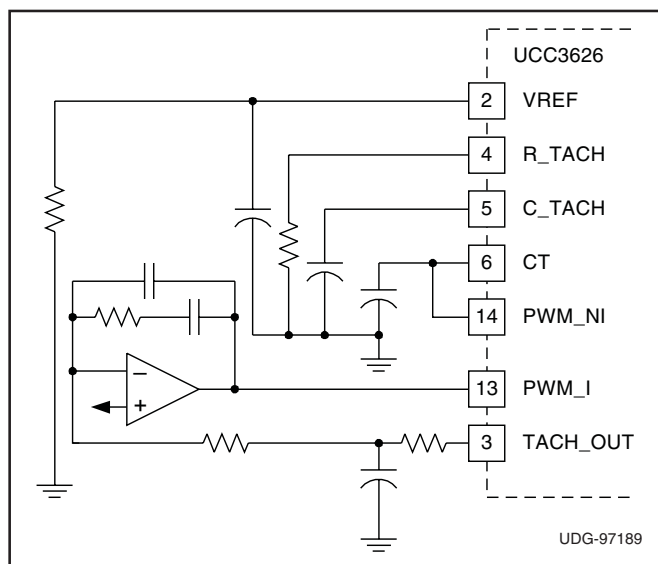 UCC3626
2 VREF
4 R_TACH
5 C_TACH
6 CT
14 PWM_NI
13 PWM_I
3 TACH_OUT
−
+
UDG-97189